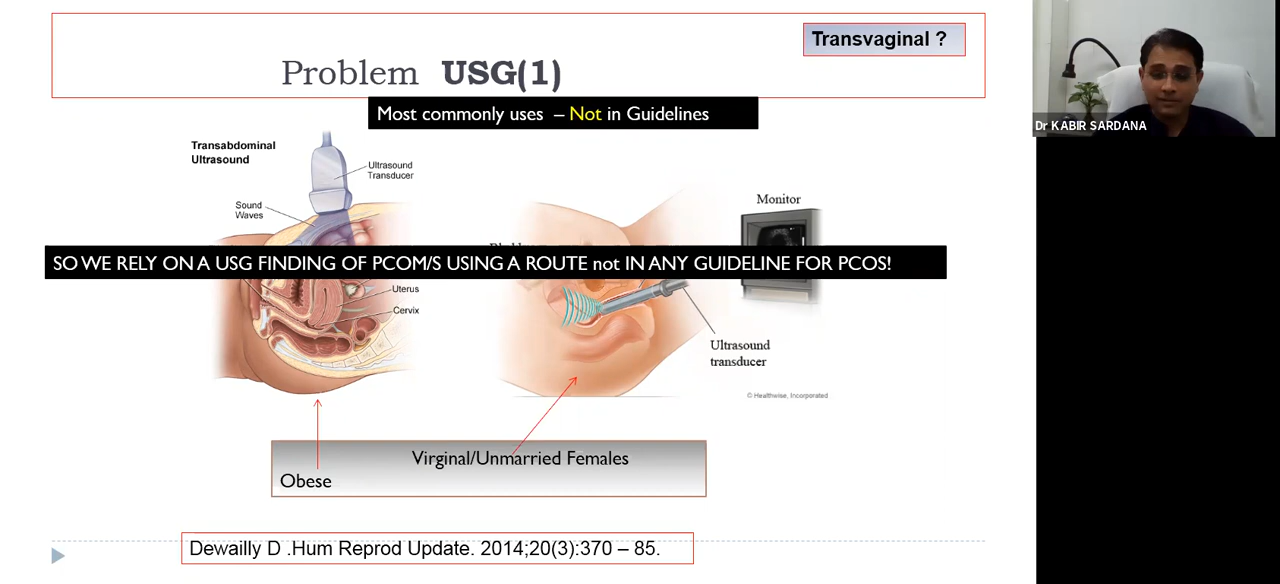 Transvaginal ?
Problem USG(1)
Most commonly uses – Not in Guidelines
Transabdominal
Ultrasound
Ultrasound
Transducer
Sound
Waves
Monitor
SO WE RELY ON A USG FINDING OF PCOM/S USING A ROUTE not IN ANY GUIDELINE FOR PCOS!
Uterus
Cervix
Ultrasound
transducer
© Healthwise, Incorporated
Virginal/Unmarried Females
Obese
Dewailly D .Hum Reprod Update. 2014;20(3):370 – 85.
Dr KABIR SARDANA